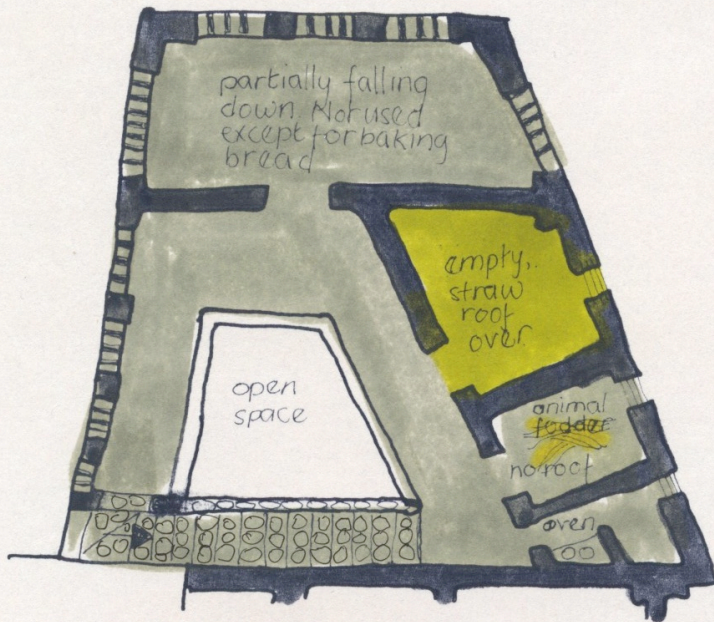 partially falling
down. Not used
except for baking
bread
empty,
straw
roof
over.
open
space
animal
fodder
no roof
oven